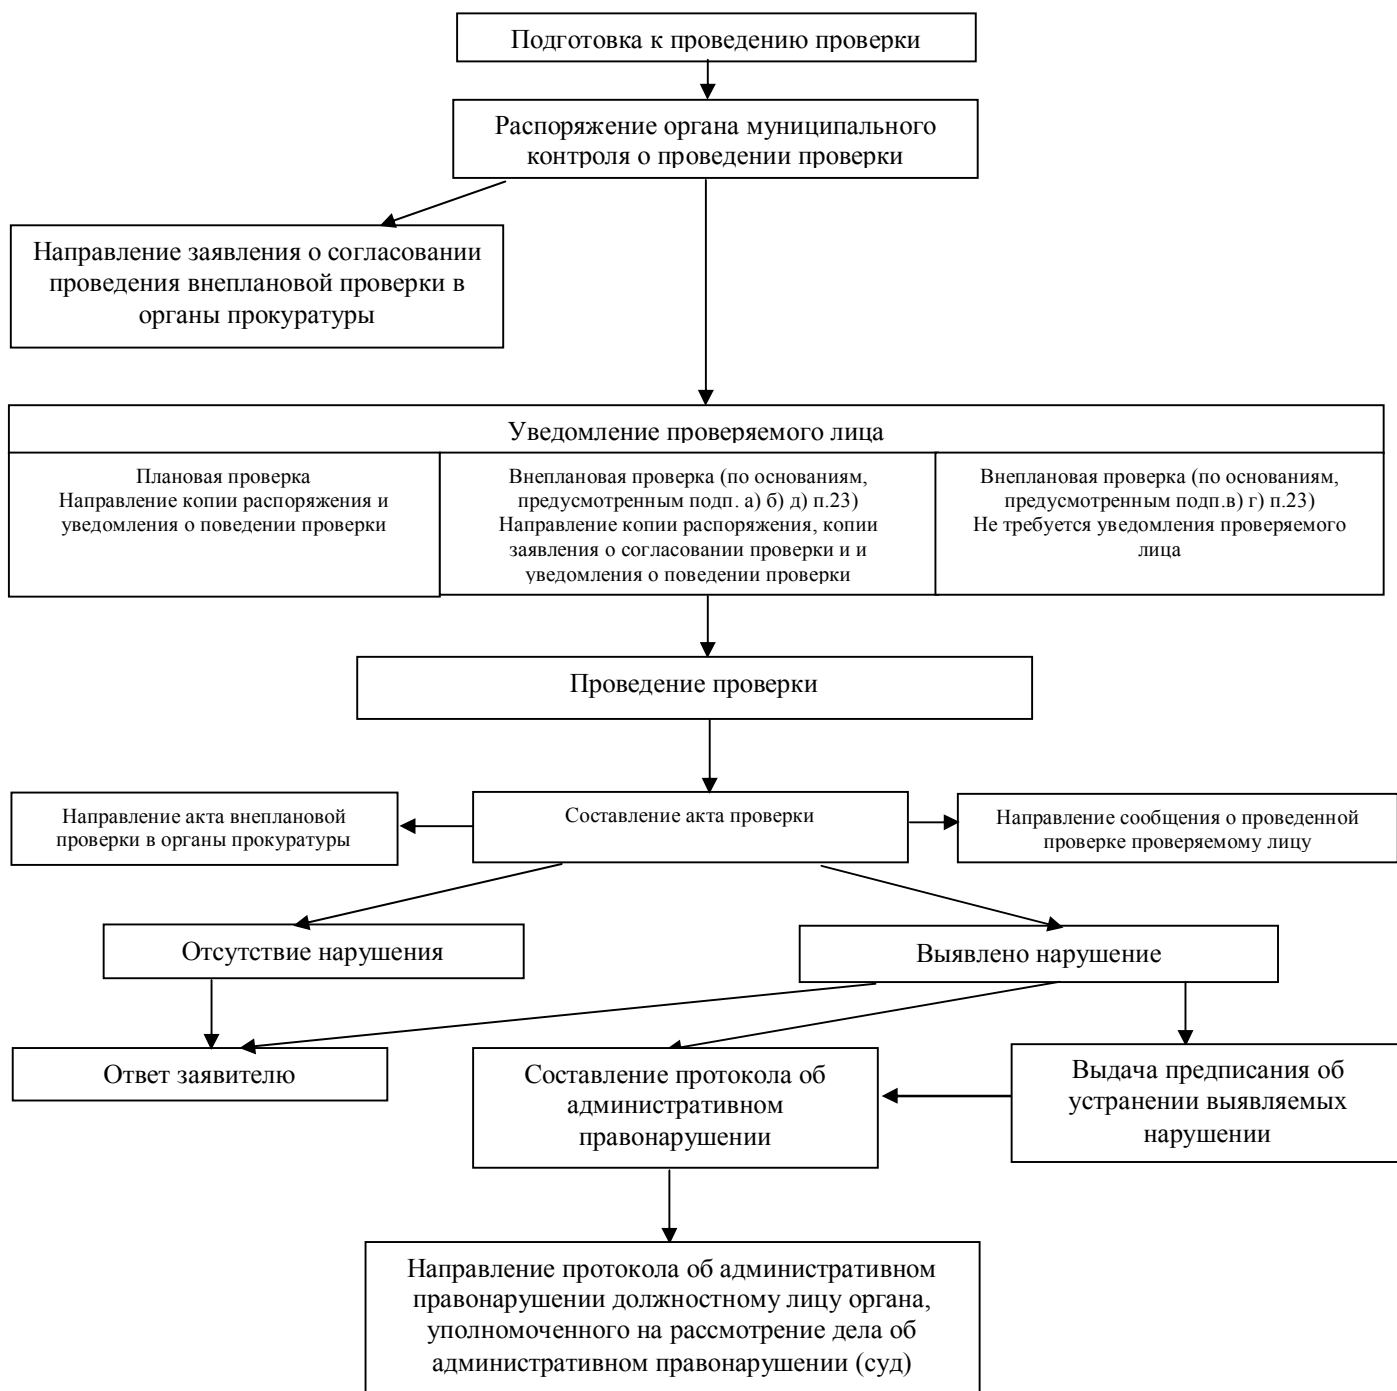 Подготовка к проведению проверки
Распоряжение органа муниципального
контроля о проведении проверки
Направление заявления о согласовании
проведения внеплановой проверки в
органы прокуратуры
Уведомление проверяемого лица
Плановая проверка
Направление копии распоряжения и
уведомления о поведении проверки
Внеплановая проверка (по основаниям,
предусмотренным подп. а) б) д) п.23)
Направление копии распоряжения, копии
заявления о согласовании проверки и и
уведомления о поведении проверки
Внеплановая проверка (по основаниям,
предусмотренным подп.в) г) п.23)
Не требуется уведомления проверяемого
лица
Проведение проверки
Направление акта внеплановой
проверки в органы прокуратуры
Составление акта проверки
Направление сообщения о проведенной
проверке проверяемому лицу
Отсутствие нарушения
Выявлено нарушение
Ответ заявителю
Составление протокола об
административном
правонарушении
Выдача предписания об
устранении выявляемых
нарушении
Направление протокола об административном
правонарушении должностному лицу органа,
уполномоченного на рассмотрение дела об
административном правонарушении (суд)